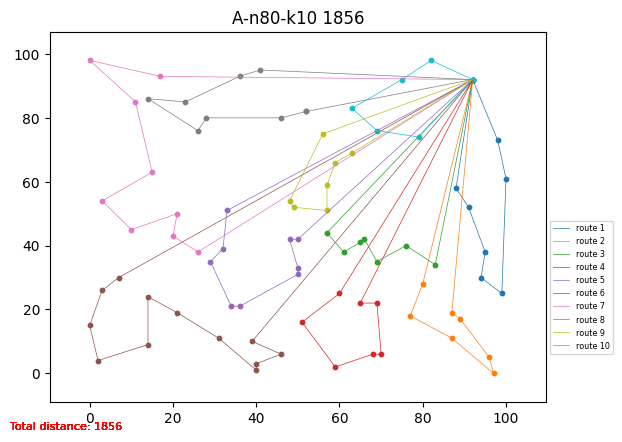 A-n80-k10 1856
100
80
60
40
20
0
0 20 40 60 80 100
route 1
route 2
route 3
route 4
route 5
route 6
route 7
route 8
route 9
route 10
Total distance: 1856